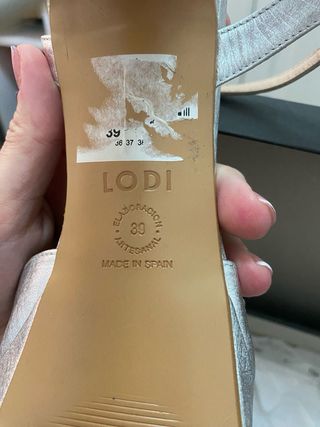 39
36 37 38
LODI
ELABORACION
39
ARTESANAL
MADE IN SPAIN